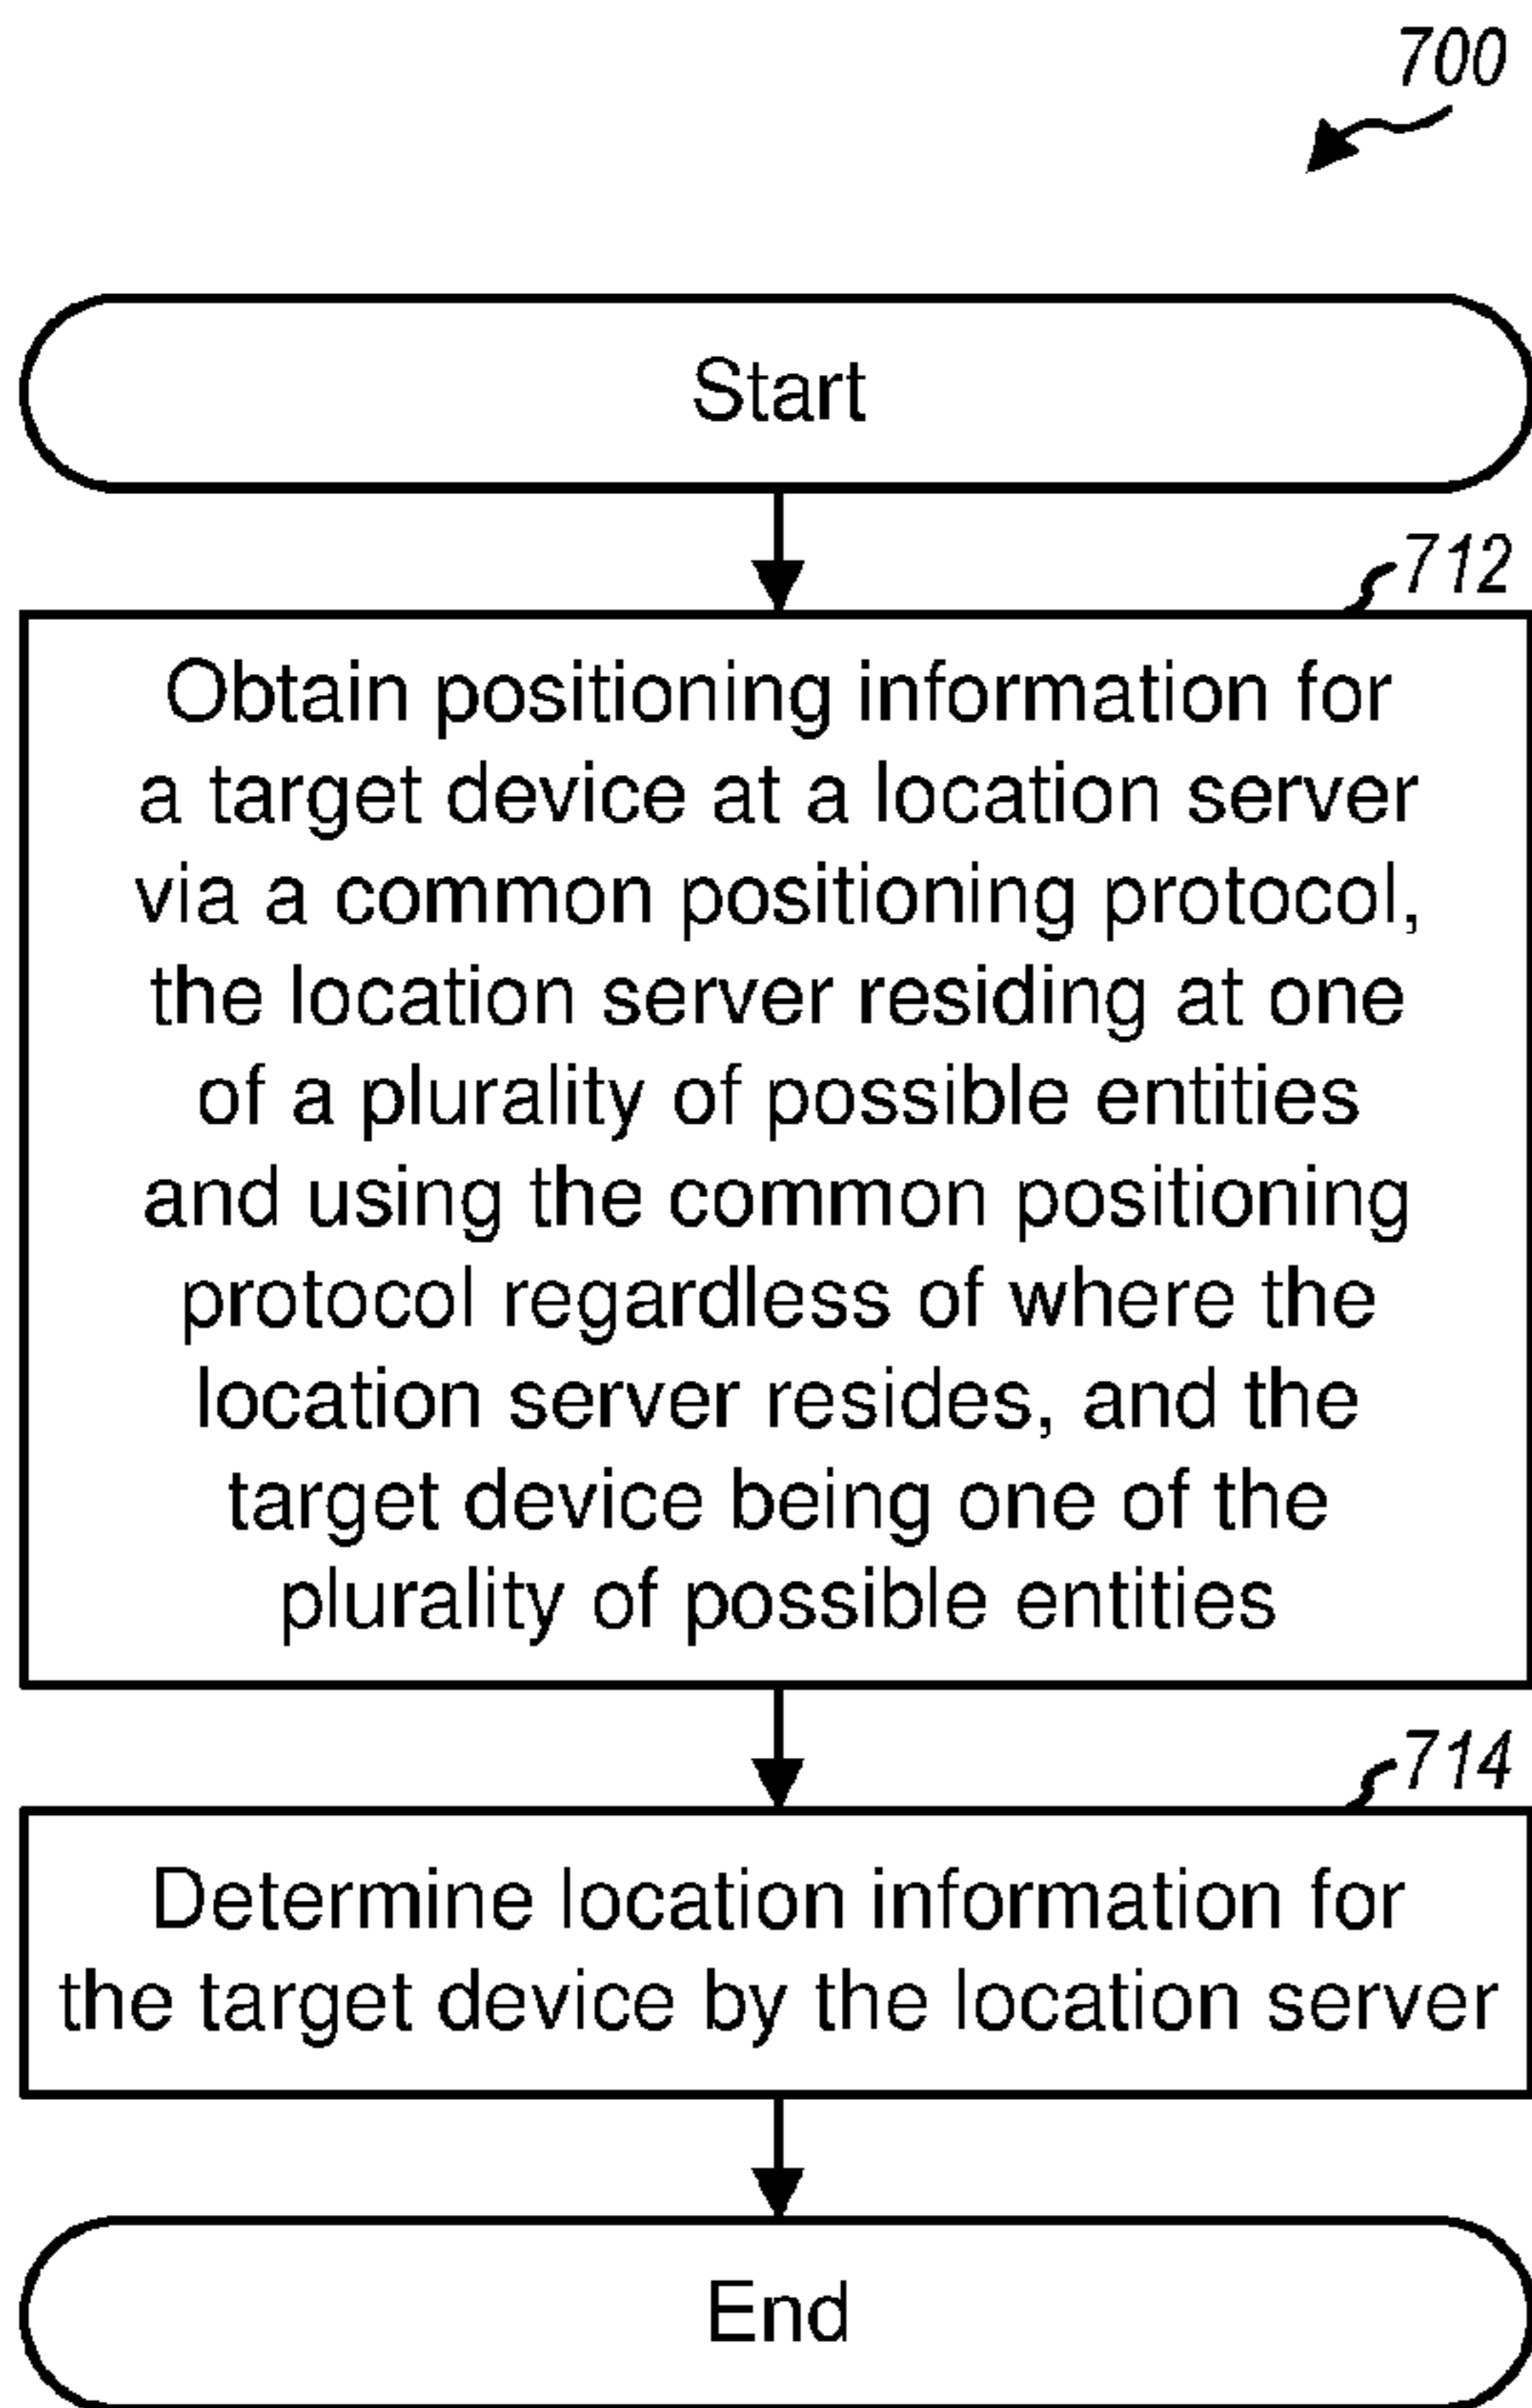 700
Start
712
Obtain positioning information for
a target device at a location server
via a common positioning protocol,
the location server residing at one
of a plurality of possible entities
and using the common positioning
protocol regardless of where the
location server resides, and the
target device being one of the
plurality of possible entities
714
Determine location information for
the target device by the location server
End